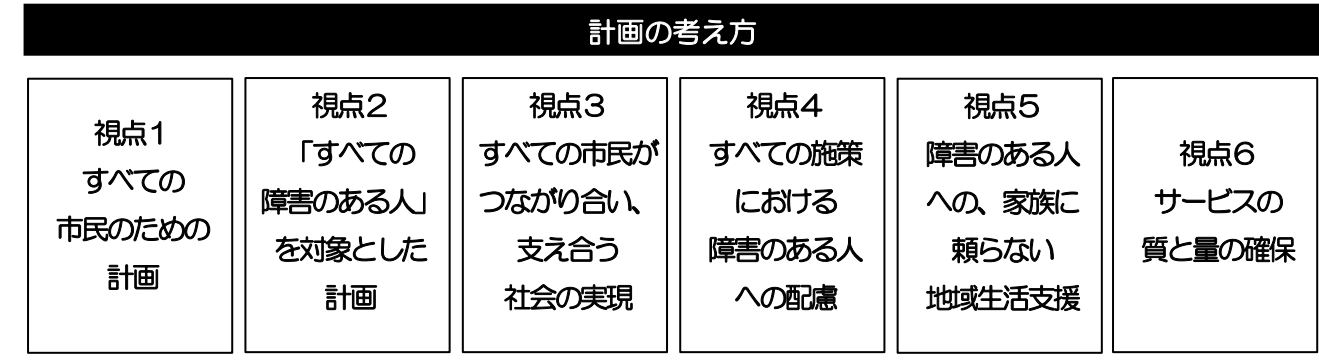 計画の考え方
視点1
すべての
市民のための
計画
視点2
「すべての
障害のある人」
を対象とした
計画
視点3
すべての市民が
つながり合い、
支え合う
社会の実現
視点4
すべての施策
における
障害のある人
への配慮
視点5
障害のある人
への、家族に
頼らない
地域生活支援
視点6
サービスの
質と量の確保